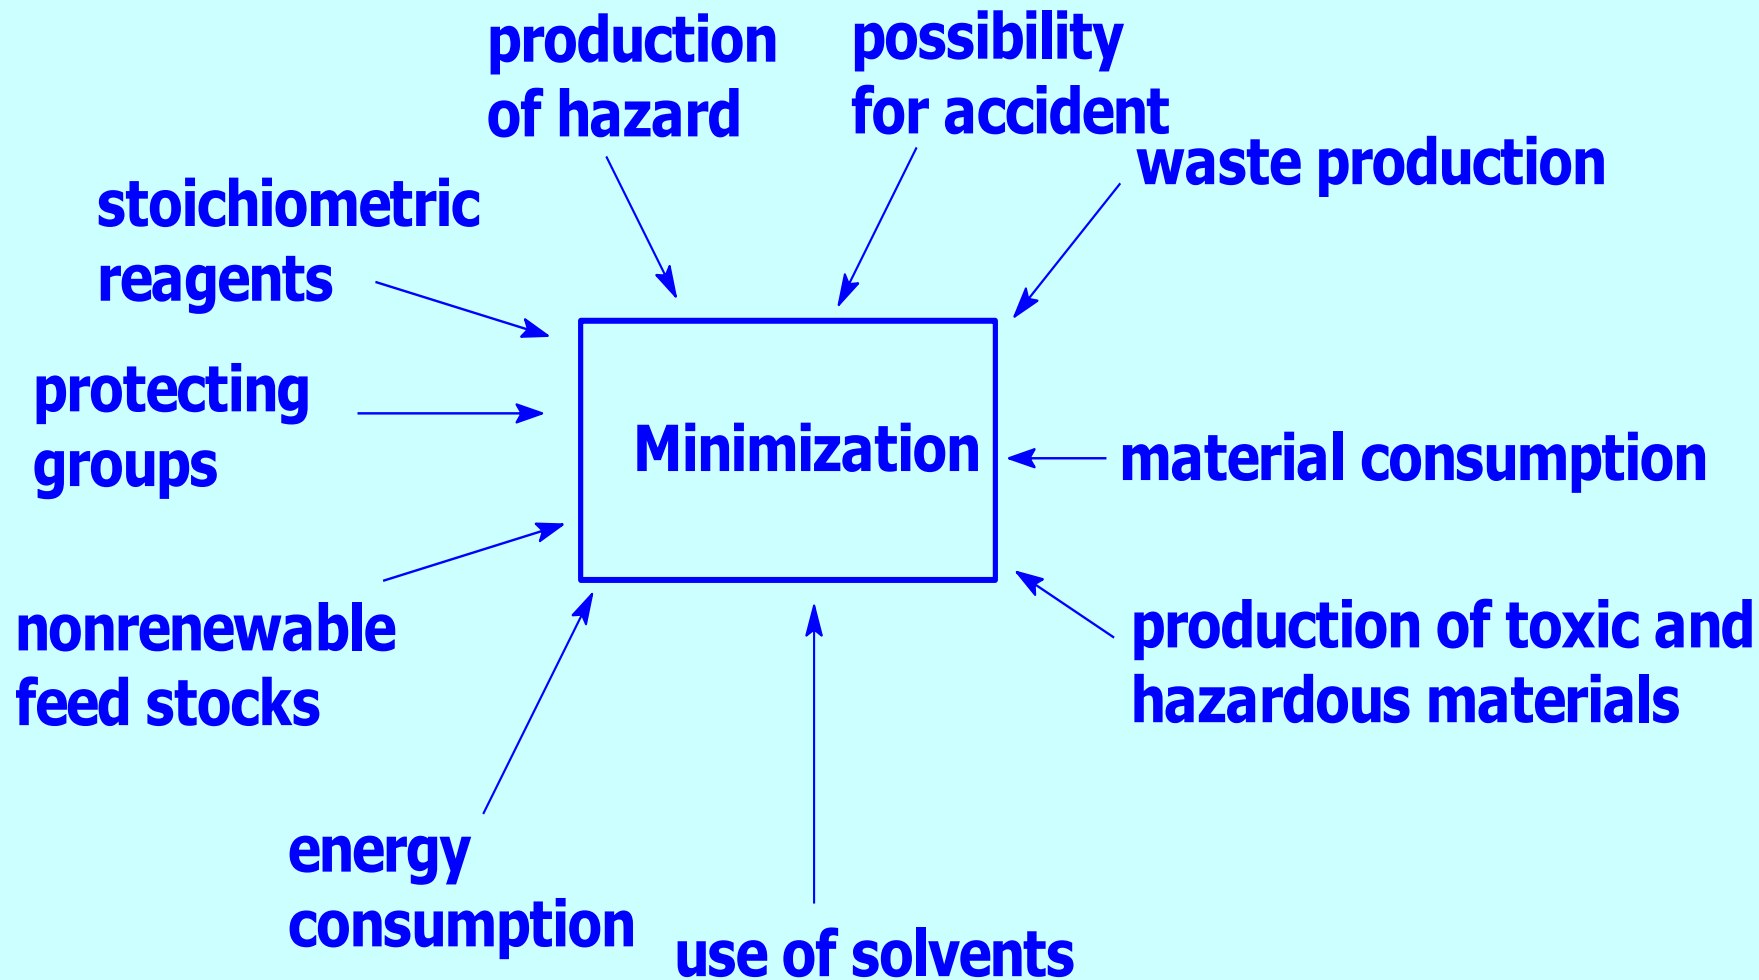 production
of hazard
possibility
for accident
waste production
stoichiometric
reagents
protecting
groups
Minimization
material consumption
nonrenewable
feed stocks
production of toxic and
hazardous materials
energy
consumption
use of solvents